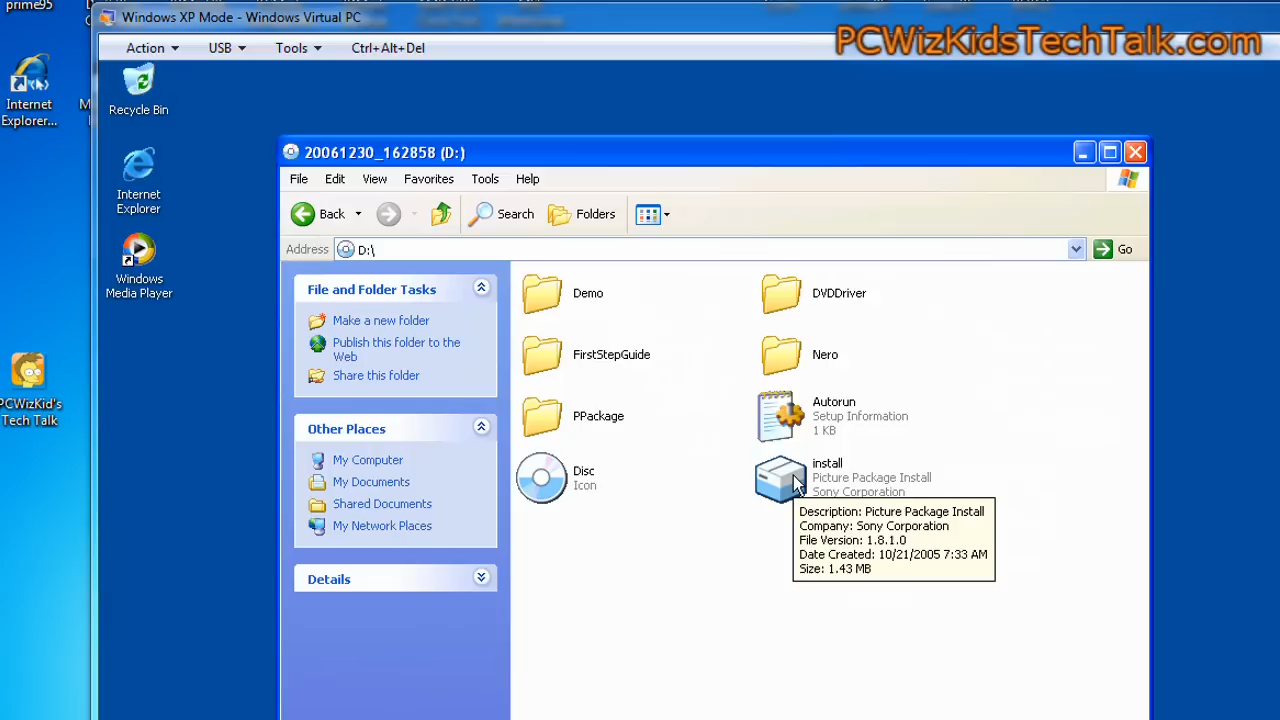 prime95
Windows XP Mode - Windows Virtual PC
PCWizKidsTechTalk.com
Action
USB
Tools
Ctrl+Alt+Del
Internet
Explorer...
Recycle Bin
Internet
Explorer
Windows
Media Player
PCWizKid's
Tech Talk
20061230_162858 (D:)
File
Edit
View
Favorites
Tools
Help
Back
Search
Folders
Address
D:\
Go
File and Folder Tasks
Make a new folder
Publish this folder to the
Web
Share this folder
Other Places
My Computer
My Documents
Shared Documents
My Network Places
Details
Demo
DVDDriver
FirstStepGuide
Nero
PPackage
Autorun
Setup Information
1 KB
Disc
Icon
install
Picture Package Install
Sony Corporation
Description: Picture Package Install
Company: Sony Corporation
File Version: 1.8.1.0
Date Created: 10/21/2005 7:33 AM
Size: 1.43 MB